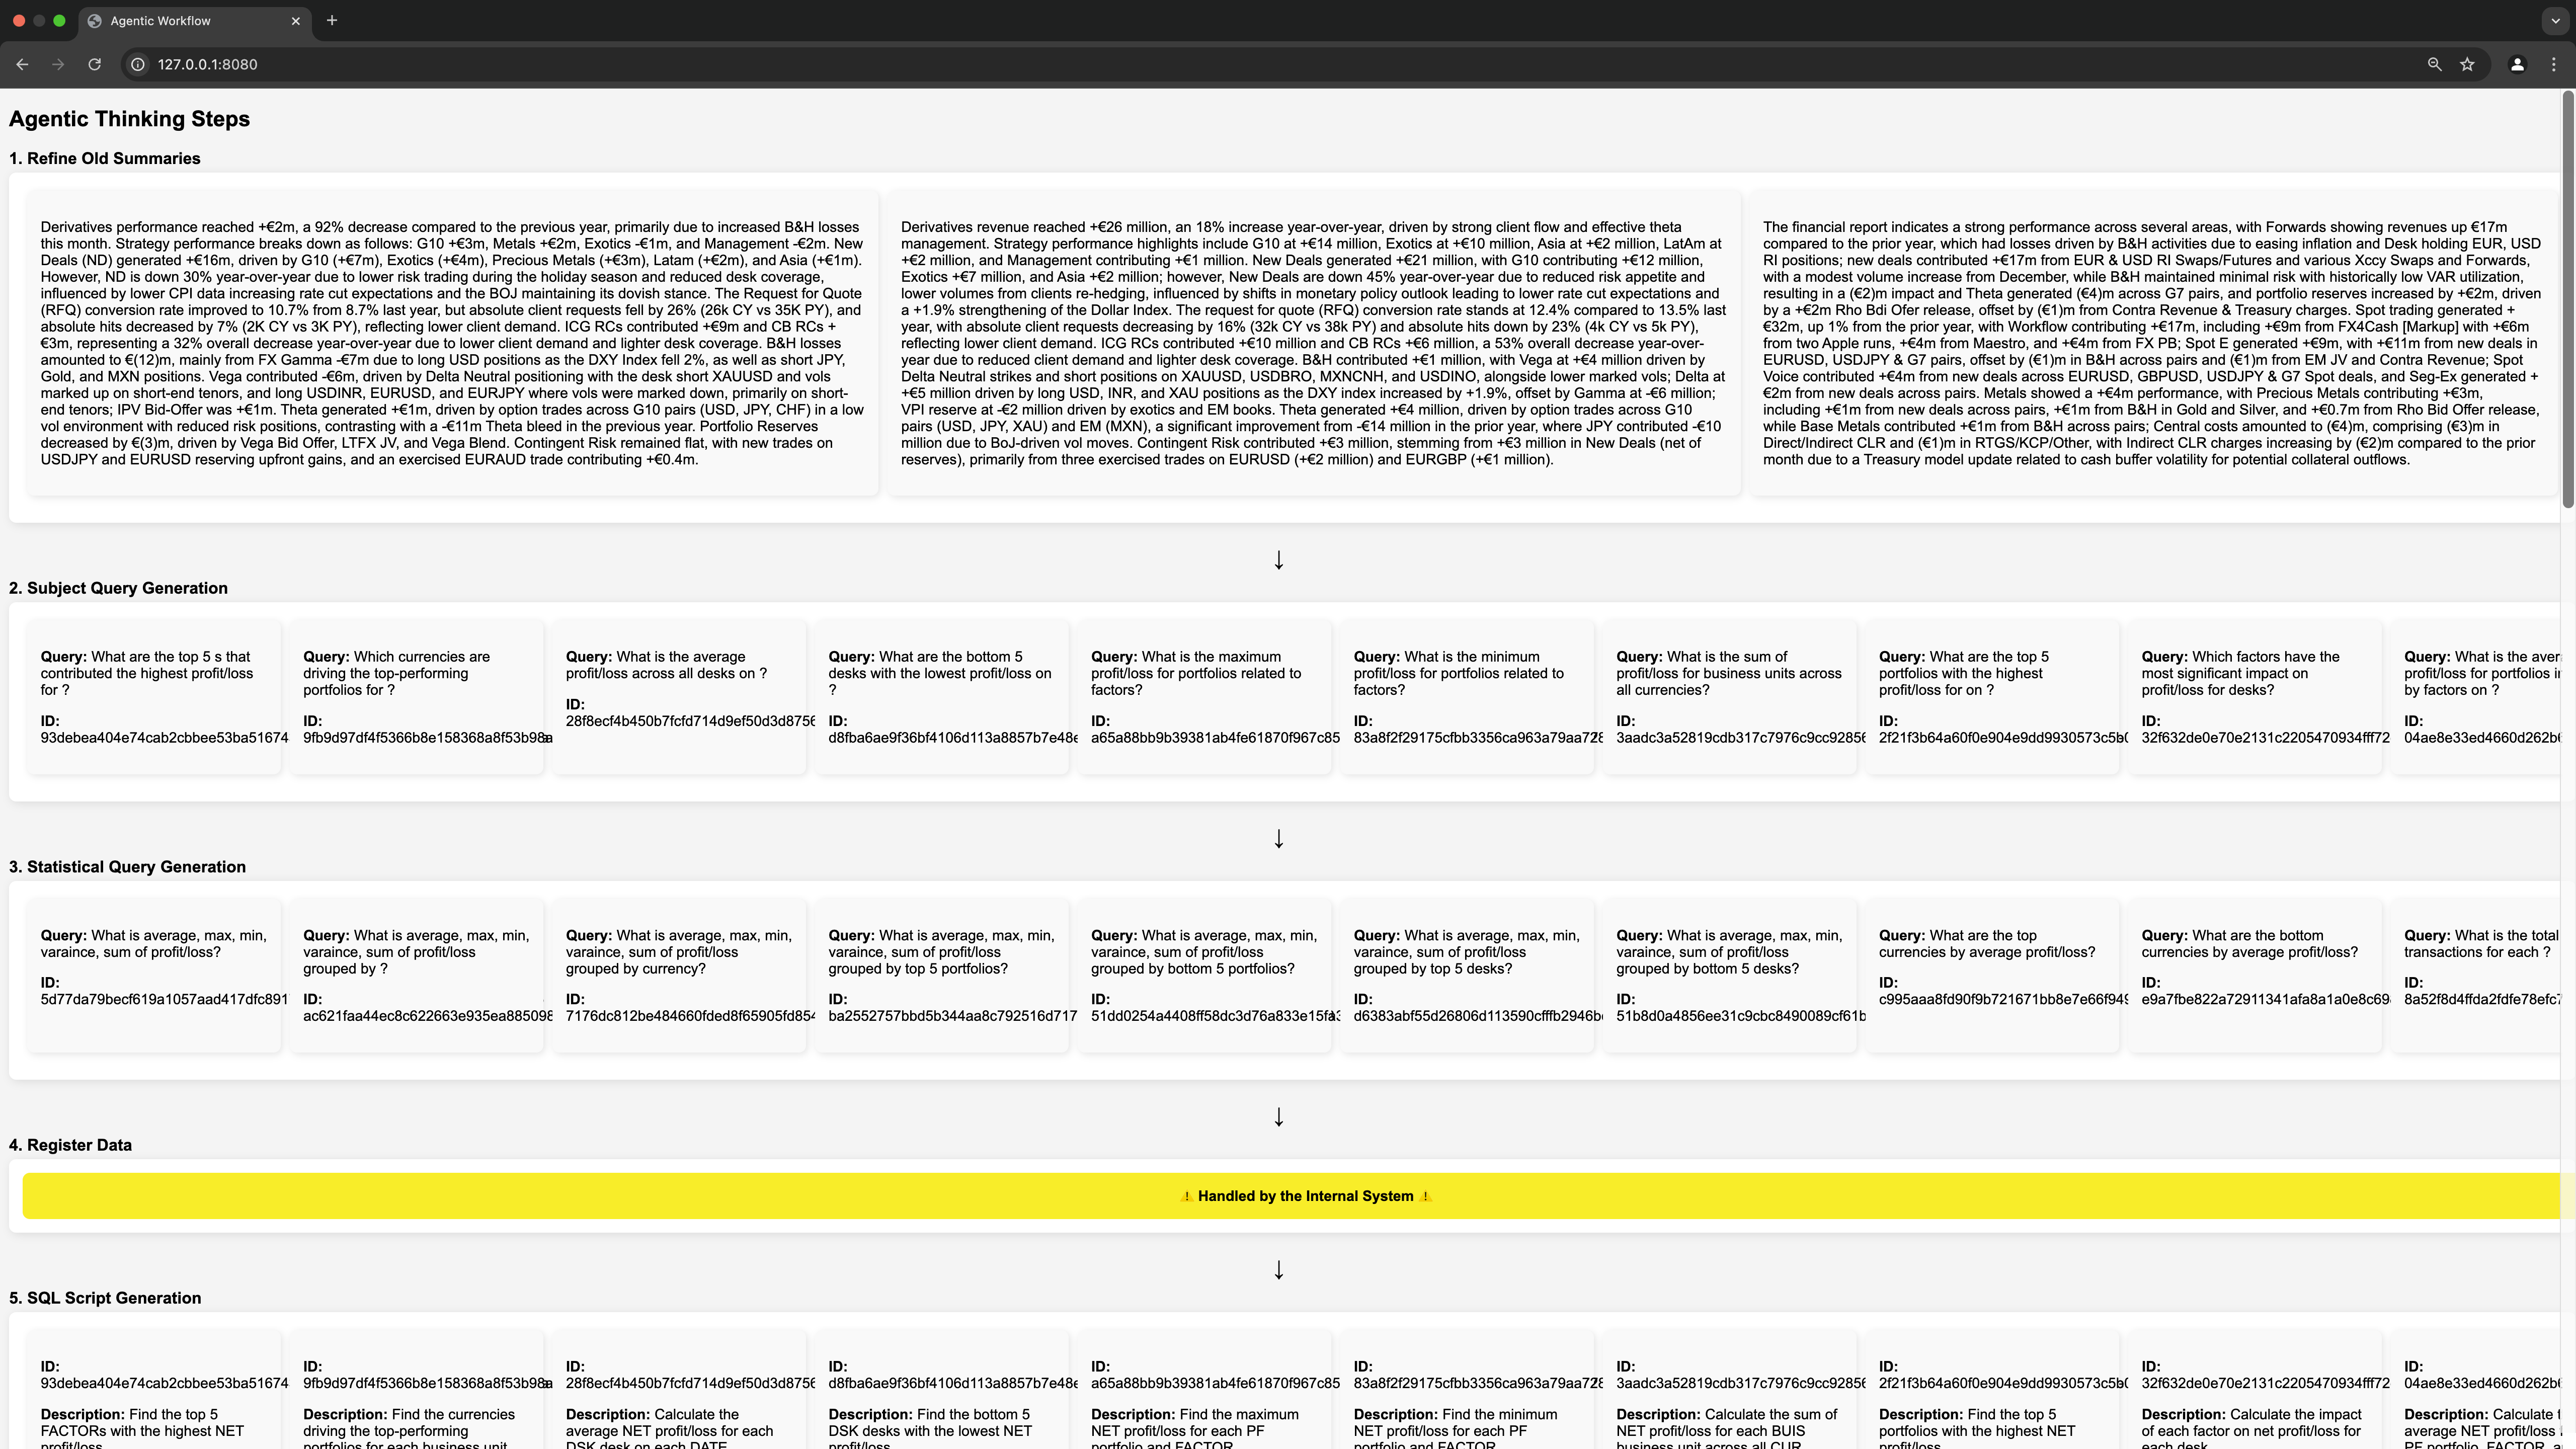 Agentic Workflow
127.0.0.1:8080
Agentic Thinking Steps
1. Refine Old Summaries
Derivatives performance reached +€2m, a 92% decrease compared to the previous year, primarily due to increased B&H losses
this month. Strategy performance breaks down as follows: G10 +€3m, Metals +€2m, Exotics -€1m, and Management -€2m. New
Deals (ND) generated +€16m, driven by G10 (+€7m), Exotics (+€4m), Precious Metals (+€3m), Latam (+€2m), and Asia (+€1m).
However, ND is down 30% year-over-year due to lower risk trading during the holiday season and reduced desk coverage,
influenced by lower CPI data increasing rate cut expectations and the BOJ maintaining its dovish stance. The Request for Quote
(RFQ) conversion rate improved to 10.7% from 8.7% last year, but absolute client requests fell by 26% (26k CY vs 35K PY), and
absolute hits decreased by 7% (2K CY vs 3K PY), reflecting lower client demand. ICG RCs contributed +€9m and CB RCs +
€3m, representing a 32% overall decrease year-over-year due to lower client demand and lighter desk coverage. B&H losses
amounted to €(12)m, mainly from FX Gamma -€7m due to long USD positions as the DXY Index fell 2%, as well as short JPY,
Gold, and MXN positions. Vega contributed -€6m, driven by Delta Neutral positioning with the desk short XAUUSD and vols
marked up on short-end tenors, and long USDINR, EURUSD, and EURJPY where vols were marked down, primarily on short-
end tenors; IPV Bid-Offer was +€1m. Theta generated +€1m, driven by option trades across G10 pairs (USD, JPY, CHF) in a low
vol environment with reduced risk positions, contrasting with a -€11m Theta bleed in the previous year. Portfolio Reserves
decreased by €(3)m, driven by Vega Bid Offer, LTFX JV, and Vega Blend. Contingent Risk remained flat, with new trades on
USDJPY and EURUSD reserving upfront gains, and an exercised EURAUD trade contributing +€0.4m.
Derivatives revenue reached +€26 million, an 18% increase year-over-year, driven by strong client flow and effective theta
management. Strategy performance highlights include G10 at +€14 million, Exotics at +€10 million, Asia at +€2 million, LatAm at
+€2 million, and Management contributing +€1 million. New Deals generated +€21 million, with G10 contributing +€12 million,
Exotics +€7 million, and Asia +€2 million; however, New Deals are down 45% year-over-year due to reduced risk appetite and
lower volumes from clients re-hedging, influenced by shifts in monetary policy outlook leading to lower rate cut expectations and
a +1.9% strengthening of the Dollar Index. The request for quote (RFQ) conversion rate stands at 12.4% compared to 13.5% last
year, with absolute client requests decreasing by 16% (32k CY vs 38k PY) and absolute hits down by 23% (4k CY vs 5k PY),
reflecting lower client demand. ICG RCs contributed +€10 million and CB RCs +€6 million, a 53% overall decrease year-over-
year due to reduced client demand and lighter desk coverage. B&H contributed +€1 million, with Vega at +€4 million driven by
Delta Neutral strikes and short positions on XAUUSD, USDBRO, MXNCNH, and USDINO, alongside lower marked vols; Delta at
+€5 million driven by long USD, INR, and XAU positions as the DXY index increased by +1.9%, offset by Gamma at -€6 million;
VPI reserve at -€2 million driven by exotics and EM books. Theta generated +€4 million, driven by option trades across G10
pairs (USD, JPY, XAU) and EM (MXN), a significant improvement from -€14 million in the prior year, where JPY contributed -€10
million due to BoJ-driven vol moves. Contingent Risk contributed +€3 million, stemming from +€3 million in New Deals (net of
reserves), primarily from three exercised trades on EURUSD (+€2 million) and EURGBP (+€1 million).
The financial report indicates a strong performance across several areas, with Forwards showing revenues up €17m
compared to the prior year, which had losses driven by B&H activities due to easing inflation and Desk holding EUR, USD
RI positions; new deals contributed +€17m from EUR & USD RI Swaps/Futures and various Xccy Swaps and Forwards,
with a modest volume increase from December, while B&H maintained minimal risk with historically low VAR utilization,
resulting in a (€2)m impact and Theta generated (€4)m across G7 pairs, and portfolio reserves increased by +€2m, driven
by a +€2m Rho Bdi Ofer release, offset by (€1)m from Contra Revenue & Treasury charges. Spot trading generated +
€32m, up 1% from the prior year, with Workflow contributing +€17m, including +€9m from FX4Cash [Markup] with +€6m
from two Apple runs, +€4m from Maestro, and +€4m from FX PB; Spot E generated +€9m, with +€11m from new deals in
EURUSD, USDJPY & G7 pairs, offset by (€1)m in B&H across pairs and (€1)m from EM JV and Contra Revenue; Spot
Voice contributed +€4m from new deals across EURUSD, GBPUSD, USDJPY & G7 Spot deals, and Seg-Ex generated +
€2m from new deals across pairs. Metals showed a +€4m performance, with Precious Metals contributing +€3m,
including +€1m from new deals across pairs, +€1m from B&H in Gold and Silver, and +€0.7m from Rho Bid Offer release,
while Base Metals contributed +€1m from B&H across pairs; Central costs amounted to (€4)m, comprising (€3)m in
Direct/Indirect CLR and (€1)m in RTGS/KCP/Other, with Indirect CLR charges increasing by (€2)m compared to the prior
month due to a Treasury model update related to cash buffer volatility for potential collateral outflows.
↓
2. Subject Query Generation
Query: What are the top 5 s that
contributed the highest profit/loss
for ?
ID:
93debea404e74cab2cbbee53ba51674
Query: Which currencies are
driving the top-performing
portfolios for ?
ID:
9fb9d97df4f5366b8e158368a8f53b98a
Query: What is the average
profit/loss across all desks on ?
ID:
28f8ecf4b450b7fcfd714d9ef50d3d8756
Query: What are the bottom 5
desks with the lowest profit/loss on
?
ID:
d8fba6ae9f36bf4106d113a8857b7e48e
Query: What is the maximum
profit/loss for portfolios related to
factors?
ID:
a65a88bb9b39381ab4fe61870f967c85
Query: What is the minimum
profit/loss for portfolios related to
factors?
ID:
83a8f2f29175cfbb3356ca963a79aa728
Query: What is the sum of
profit/loss for business units across
all currencies?
ID:
3aadc3a52819cdb317c7976c9cc92856
Query: What are the top 5
portfolios with the highest
profit/loss for on ?
ID:
2f21f3b64a60f0e904e9dd9930573c5b0
Query: Which factors have the
most significant impact on
profit/loss for desks?
ID:
32f632de0e70e2131c2205470934fff72
Query: What is the aver
profit/loss for portfolios i
by factors on ?
ID:
04ae8e33ed4660d262b
↓
3. Statistical Query Generation
Query: What is average, max, min,
varaince, sum of profit/loss?
ID:
5d77da79becf619a1057aad417dfc891
Query: What is average, max, min,
varaince, sum of profit/loss
grouped by ?
ID:
ac621faa44ec8c622663e935ea885098
Query: What is average, max, min,
varaince, sum of profit/loss
grouped by currency?
ID:
7176dc812be484660fded8f65905fd854
Query: What is average, max, min,
varaince, sum of profit/loss
grouped by top 5 portfolios?
ID:
ba2552757bbd5b344aa8c792516d717
Query: What is average, max, min,
varaince, sum of profit/loss
grouped by bottom 5 portfolios?
ID:
51dd0254a4408ff58dc3d76a833e15fa3
Query: What is average, max, min,
varaince, sum of profit/loss
grouped by top 5 desks?
ID:
d6383abf55d26806d113590cfffb2946b
Query: What is average, max, min,
varaince, sum of profit/loss
grouped by bottom 5 desks?
ID:
51b8d0a4856ee31c9cbc8490089cf61b
Query: What are the top
currencies by average profit/loss?
ID:
c995aaa8fd90f9b721671bb8e7e66f949
Query: What are the bottom
currencies by average profit/loss?
ID:
e9a7fbe822a72911341afa8a1a0e8c69
Query: What is the total
transactions for each ?
ID:
8a52f8d4ffda2fdfe78efc7
↓
4. Register Data
⚠️ Handled by the Internal System ⚠️
↓
5. SQL Script Generation
ID:
93debea404e74cab2cbbee53ba51674
Description: Find the top 5
FACTORs with the highest NET
profit/loss
ID:
9fb9d97df4f5366b8e158368a8f53b98a
Description: Find the currencies
driving the top-performing
portfolios for each business unit
ID:
28f8ecf4b450b7fcfd714d9ef50d3d8756
Description: Calculate the
average NET profit/loss for each
DSK desk on each DATE
ID:
d8fba6ae9f36bf4106d113a8857b7e48e
Description: Find the bottom 5
DSK desks with the lowest NET
profit/loss
ID:
a65a88bb9b39381ab4fe61870f967c85
Description: Find the maximum
NET profit/loss for each PF
portfolio and FACTOR
ID:
83a8f2f29175cfbb3356ca963a79aa728
Description: Find the minimum
NET profit/loss for each PF
portfolio and FACTOR
ID:
3aadc3a52819cdb317c7976c9cc92856
Description: Calculate the sum of
NET profit/loss for each BUIS
business unit across all CUR
ID:
2f21f3b64a60f0e904e9dd9930573c5b0
Description: Find the top 5
portfolios with the highest NET
profit/loss
ID:
32f632de0e70e2131c2205470934fff72
Description: Calculate the impact
of each factor on net profit/loss for
each desk
ID:
04ae8e33ed4660d262b
Description: Calculate t
average NET profit/loss
PF portfolio, FACTOR, a